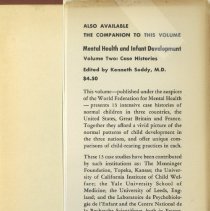 ALSO AVAILABLE
THE COMPANION TO THIS VOLUME
Mental Health and Infant Development
Volume Two: Case Histories
Edited by Kenneth Soddy, M.D.
$4.50
This volume—published under the auspices
of the World Federation for Mental Health
— presents 15 intensive case histories of
normal children in three countries, the
United States, Great Britain and France.
Together they afford a vivid picture of the
normal patterns of child development in
the three nations, and offer unique com-
parisons of child-rearing practices in each.
These 15 case studies have been contributed
by such institutions as: The Menninger
Foundation, Topeka, Kansas; the Univer-
sity of California Institute of Child Wel-
fare; the Yale University School of
Medicine; the University of Leeds, Eng-
land; and the Laboratoire de Psychobiolo-
gie de l'Enfant and the Centre National de
la Recherche Scientifique, both in